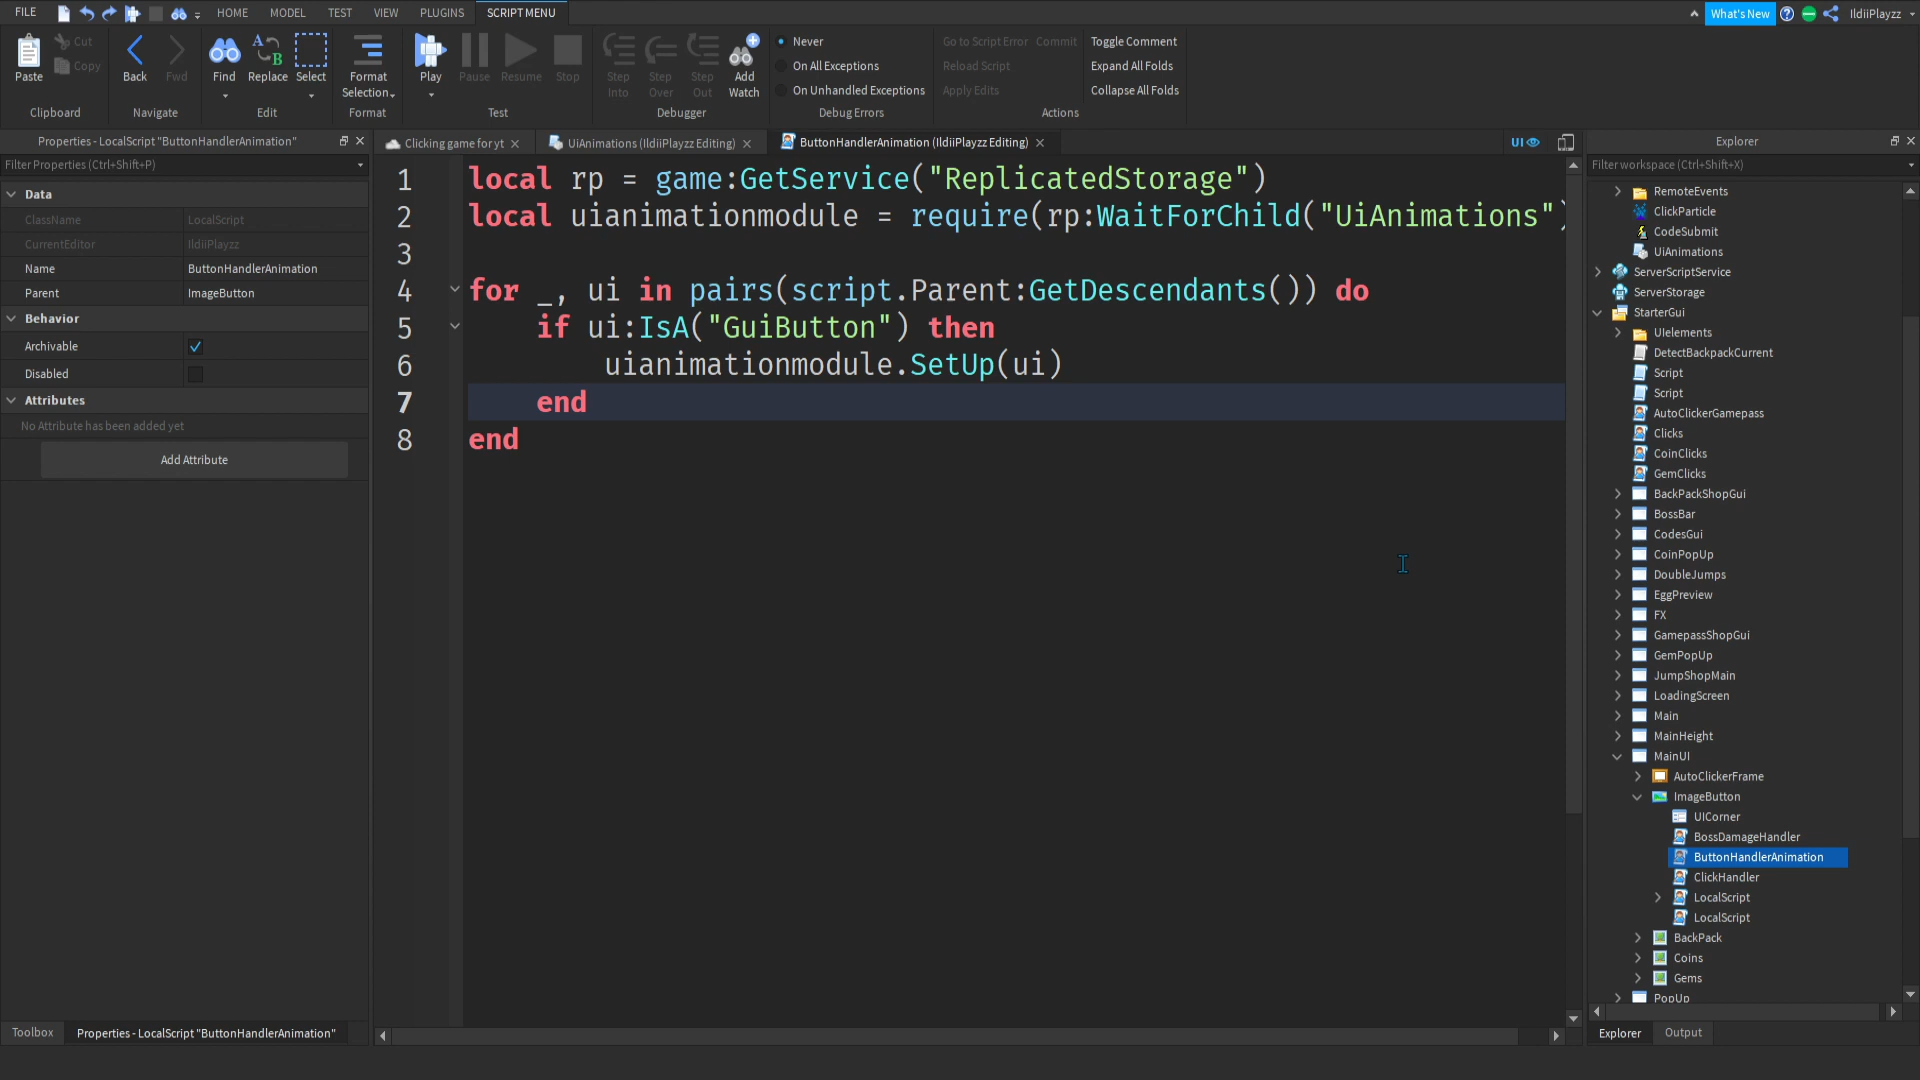 FILE HOME MODEL TEST VIEW PLUGINS SCRIPT MENU What's New IldiiPlayzz
Paste Cut Copy Clipboard
Back Fwd Navigate
Find Replace Select Edit
Format Selection Format
Play Pause Resume Stop Test
Step Into Step Over Step Out Add Watch Debugger
Never
On All Exceptions
On Unhandled Exceptions
Debug Errors
Go to Script Error Commit Toggle Comment
Reload Script Expand All Folds
Apply Edits Collapse All Folds
Actions
Properties - LocalScript "ButtonHandlerAnimation"
Filter Properties (Ctrl+Shift+P)
Data
ClassName LocalScript
CurrentEditor IldiiPlayzz
Name ButtonHandlerAnimation
Parent ImageButton
Behavior
Archivable
Disabled
Attributes
No Attribute has been added yet
Add Attribute
Toolbox Properties - LocalScript "ButtonHandlerAnimation"
Clicking game for yt UiAnimations (IldiiPlayzz Editing) ButtonHandlerAnimation (IldiiPlayzz Editing) UI
1 local rp = game:GetService("ReplicatedStorage")
2 local uianimationmodule = require(rp:WaitForChild("UiAnimations")
3
4 for _, ui in pairs(script.Parent:GetDescendants()) do
5 if ui:IsA("GuiButton") then
6 uianimationmodule.SetUp(ui)
7 end
8 end
Explorer
Filter workspace (Ctrl+Shift+X)
RemoteEvents
ClickParticle
CodeSubmit
UiAnimations
ServerScriptService
ServerStorage
StarterGui
UIelements
DetectBackpackCurrent
Script
Script
AutoClickerGamepass
Clicks
CoinClicks
GemClicks
BackPackShopGui
BossBar
CodesGui
CoinPopUp
DoubleJumps
EggPreview
FX
GamepassShopGui
GemPopUp
JumpShopMain
LoadingScreen
Main
MainHeight
MainUI
AutoClickerFrame
ImageButton
UICorner
BossDamageHandler
ButtonHandlerAnimation
ClickHandler
LocalScript
LocalScript
BackPack
Coins
Gems
PopUp
Explorer Output